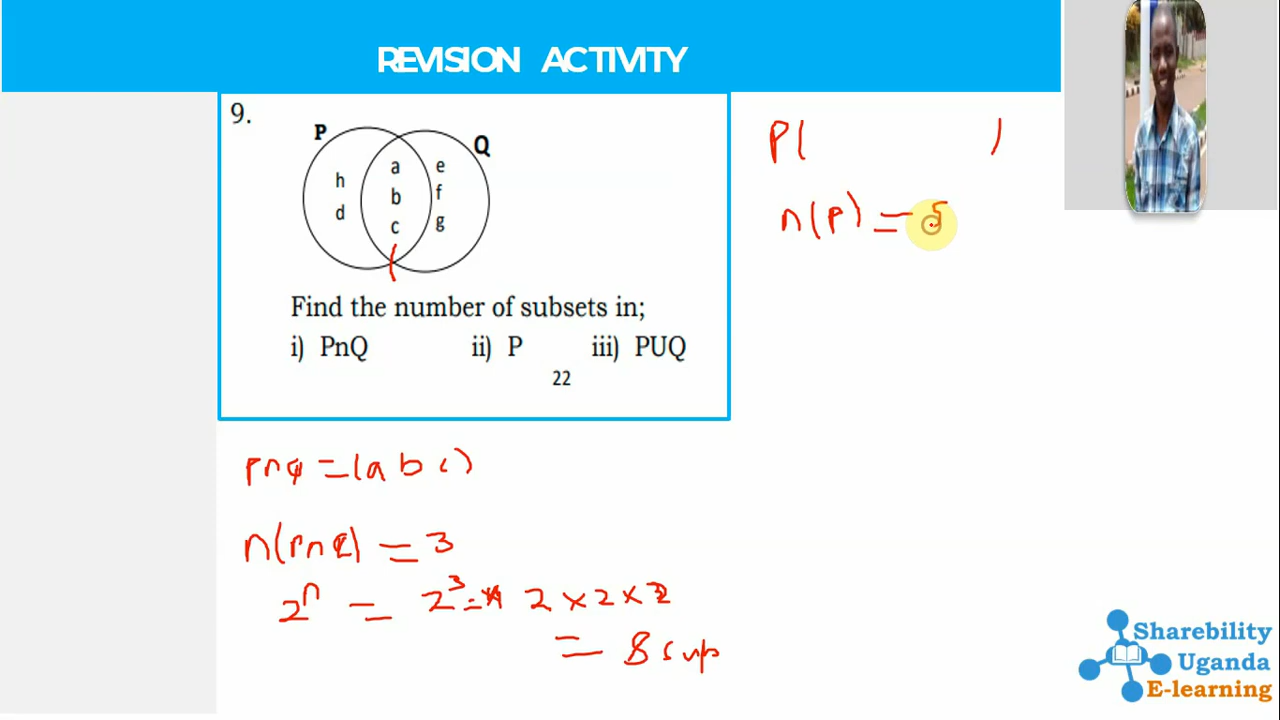 REVISION ACTIVITY
9.
P
Q
h
d
a
b
c
e
f
g
Find the number of subsets in;
i) PnQ ii) P iii) PUQ
22
P( )
n(P) = 5
PnQ = (a b c)
n(PnQ) = 3
2ⁿ = 2³ = 2 × 2 × 2
= 8 sub
Sharebility
Uganda
E-learning